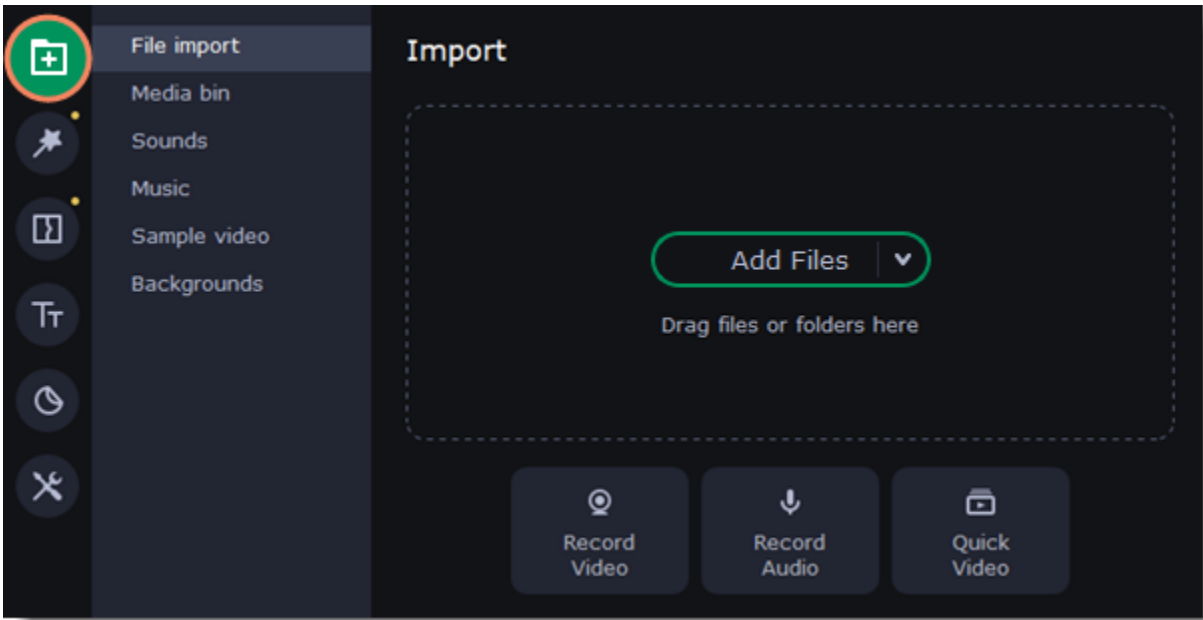 File import
Media bin
Sounds
Music
Sample video
Backgrounds
Import
Add Files
Drag files or folders here
Record
Video
Record
Audio
Quick
Video